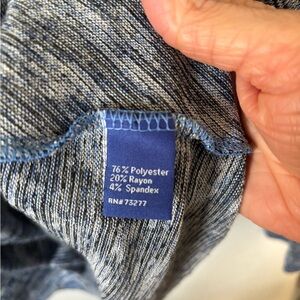 76% Polyester
20% Rayon
4% Spandex
RN# 73277